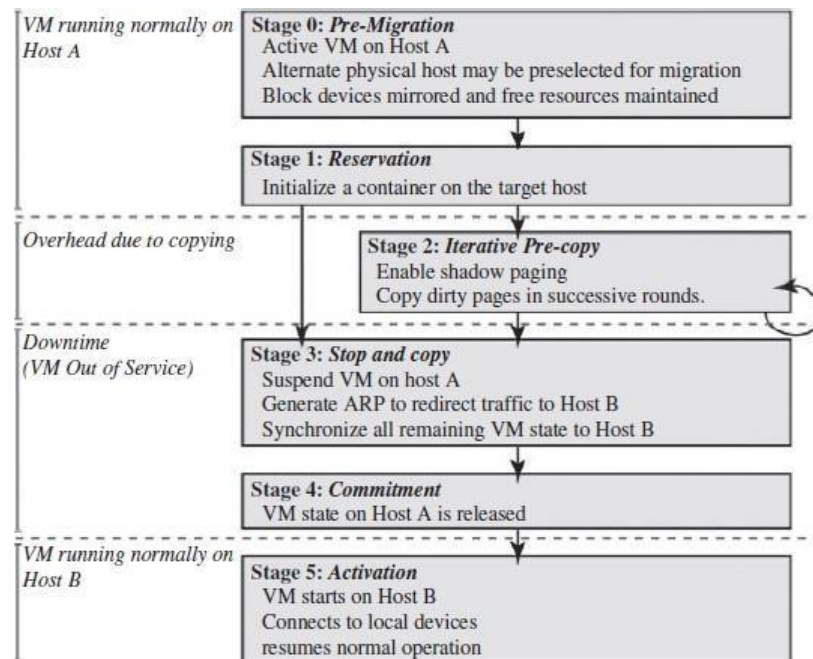 VM running normally on
Host A
Stage 0: Pre-Migration
Active VM on Host A
Alternate physical host may be preselected for migration
Block devices mirrored and free resources maintained
Stage 1: Reservation
Initialize a container on the target host
Overhead due to copying
Stage 2: Iterative Pre-copy
Enable shadow paging
Copy dirty pages in successive rounds.
Downtime
(VM Out of Service)
Stage 3: Stop and copy
Suspend VM on host A
Generate ARP to redirect traffic to Host B
Synchronize all remaining VM state to Host B
Stage 4: Commitment
VM state on Host A is released
VM running normally on
Host B
Stage 5: Activation
VM starts on Host B
Connects to local devices
resumes normal operation